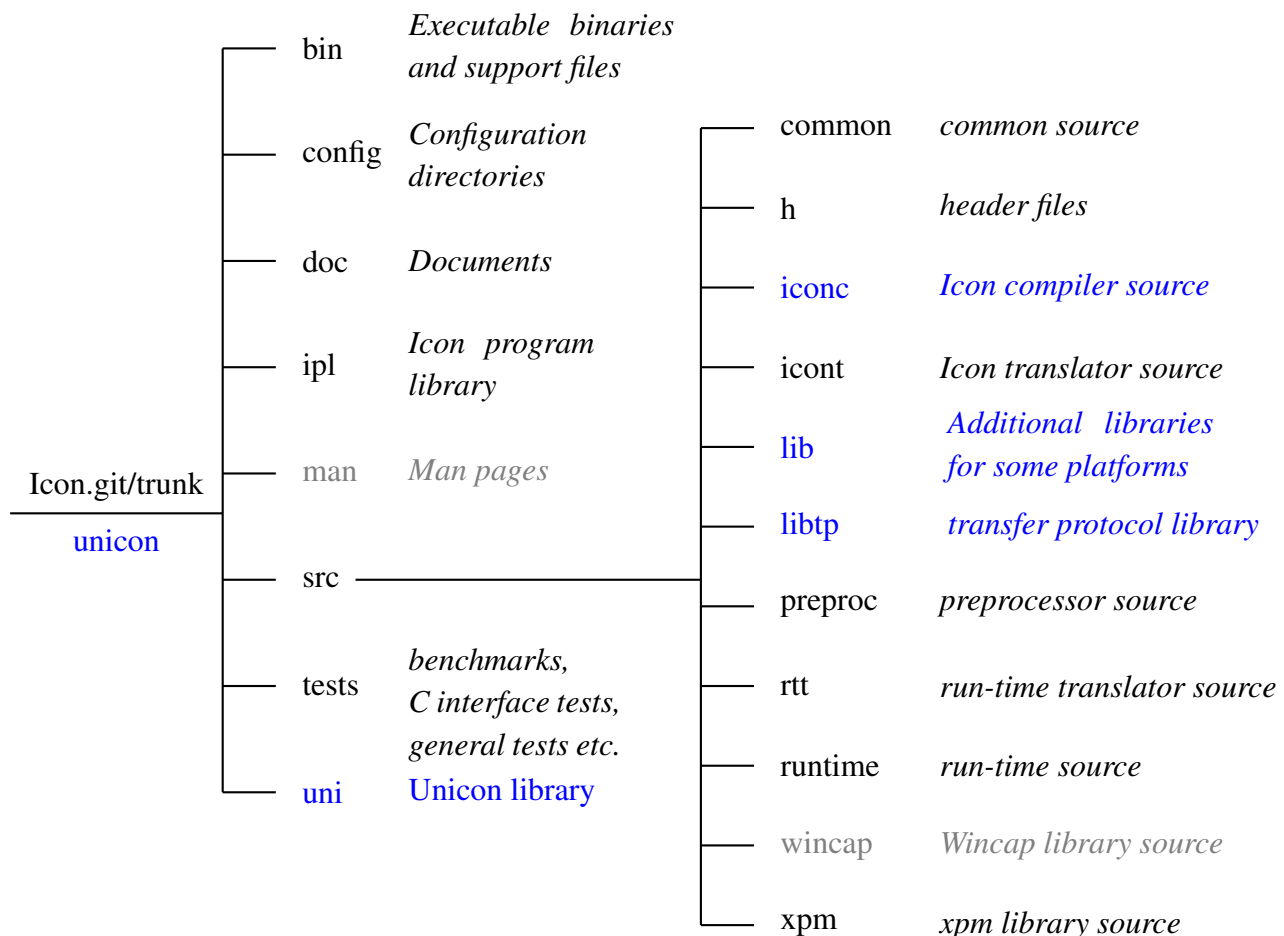 Icon.git/trunk
unicon
bin
Executable binaries
and support files
config
Configuration
directories
doc
Documents
ipl
Icon program
library
man
Man pages
src
tests
benchmarks,
C interface tests,
general tests etc.
uni
Unicon library
common
common source
h
header files
iconc
Icon compiler source
icont
Icon translator source
lib
Additional libraries
for some platforms
libtp
transfer protocol library
preproc
preprocessor source
rtt
run-time translator source
runtime
run-time source
wincap
Wincap library source
xpm
xpm library source